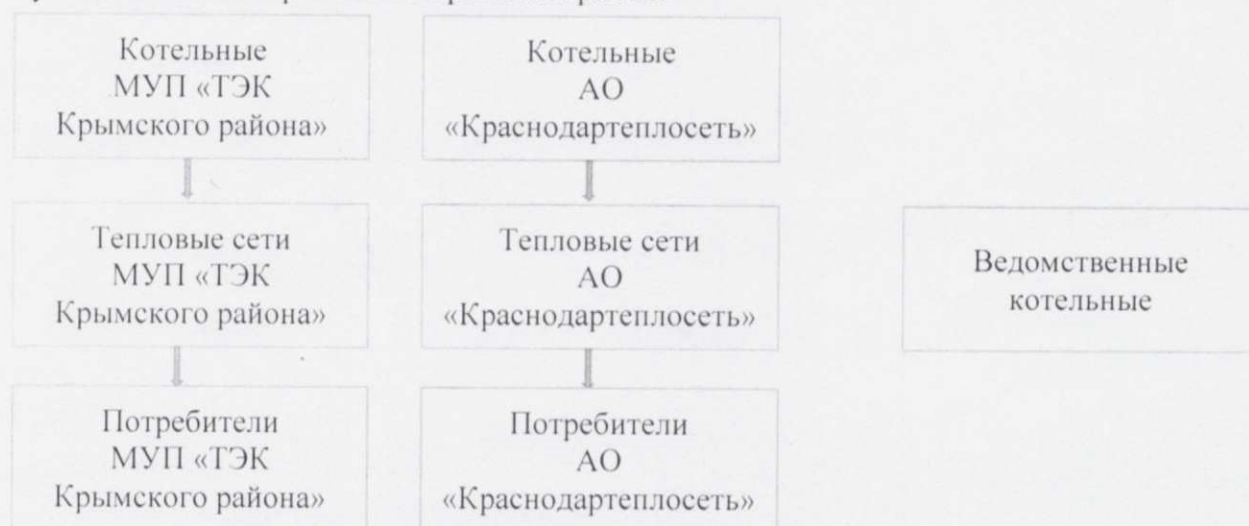 Котельные
МУП «ТЭК
Крымского района»
Котельные
АО
«Краснодартеплосеть»
Тепловые сети
МУП «ТЭК
Крымского района»
Тепловые сети
АО
«Краснодартеплосеть»
Ведомственные
котельные
Потребители
МУП «ТЭК
Крымского района»
Потребители
АО
«Краснодартеплосеть»